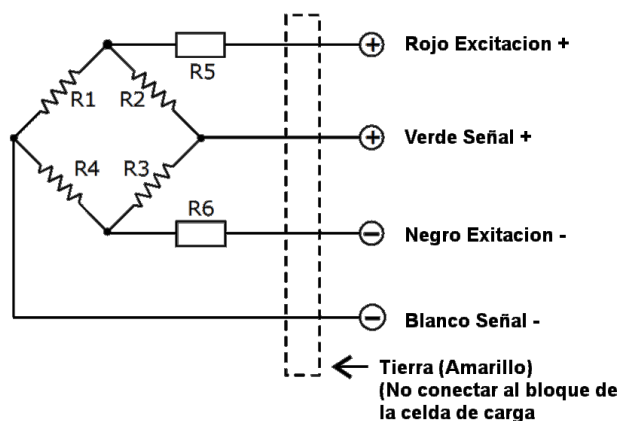 Rojo Excitacion +
R5
R1
R2
Verde Señal +
R4
R3
R6
Negro Exitacion -
Blanco Señal -
Tierra (Amarillo)
(No conectar al bloque de
la celda de carga